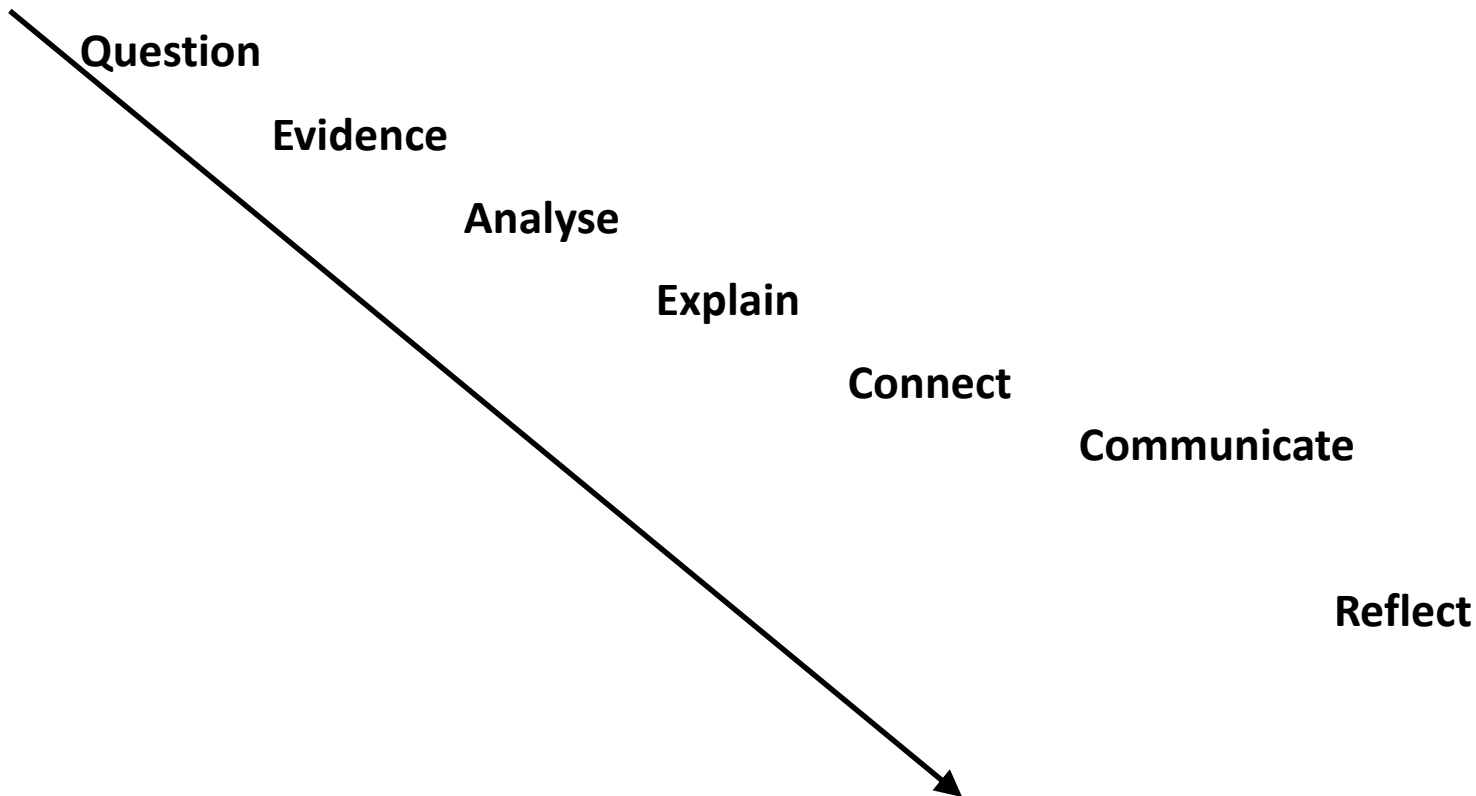 Question
Evidence
Analyse
Explain
Connect
Communicate
Reflect